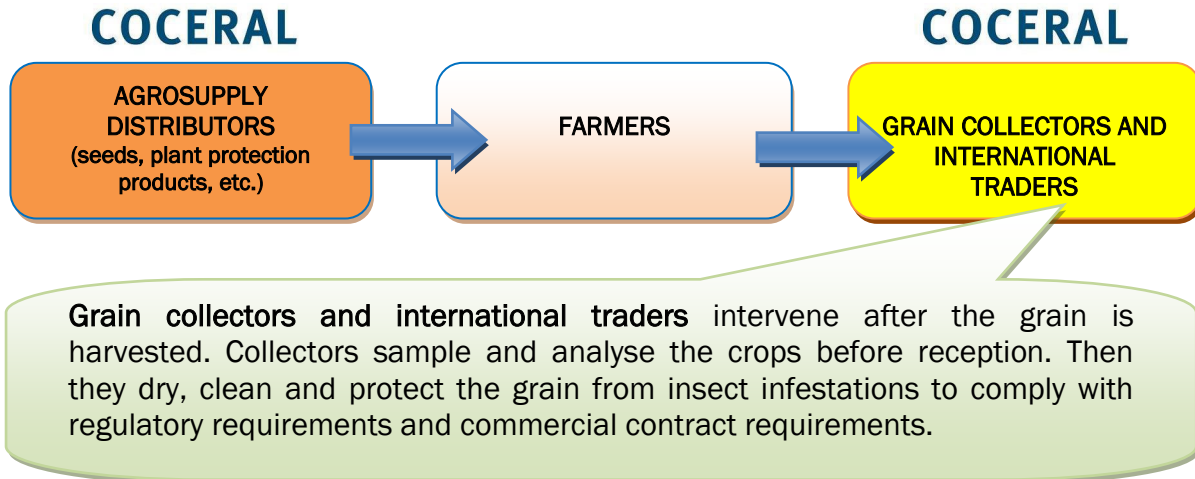 COCERAL
COCERAL
AGROSUPPLY
DISTRIBUTORS
(seeds, plant protection
products, etc.)
FARMERS
GRAIN COLLECTORS AND
INTERNATIONAL
TRADERS
Grain collectors and international traders intervene after the grain is
harvested. Collectors sample and analyse the crops before reception. Then
they dry, clean and protect the grain from insect infestations to comply with
regulatory requirements and commercial contract requirements.